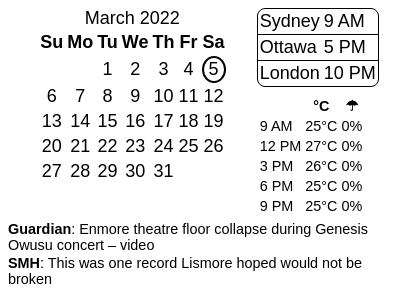 March 2022
Su Mo Tu We Th Fr Sa
1 2 3 4 5
6 7 8 9 10 11 12
13 14 15 16 17 18 19
20 21 22 23 24 25 26
27 28 29 30 31
Sydney 9 AM
Ottawa 5 PM
London 10 PM
°C ☂
9 AM 25°C 0%
12 PM 27°C 0%
3 PM 26°C 0%
6 PM 25°C 0%
9 PM 25°C 0%
Guardian: Enmore theatre floor collapse during Genesis
Owusu concert – video
SMH: This was one record Lismore hoped would not be
broken